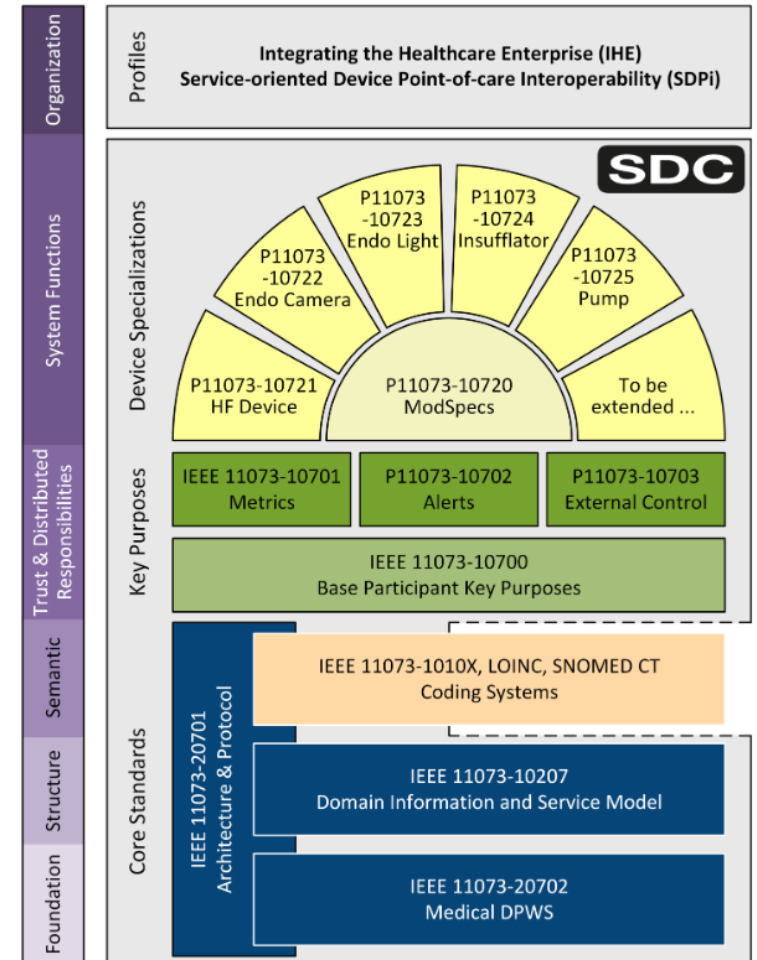 Organization
Profiles
Integrating the Healthcare Enterprise (IHE)
Service-oriented Device Point-of-care Interoperability (SDPi)
SDC
System Functions
Device Specializations
P11073-10721
HF Device
P11073
-10722
Endo Camera
P11073
-10723
Endo Light
P11073
-10724
Insufflator
P11073
-10725
Pump
To be
extended ...
P11073-10720
ModSpecs
Trust & Distributed
Responsibilities
Key Purposes
IEEE 11073-10701
Metrics
P11073-10702
Alerts
P11073-10703
External Control
IEEE 11073-10700
Base Participant Key Purposes
Semantic
Structure
Foundation
Core Standards
IEEE 11073-20701
Architecture & Protocol
IEEE 11073-1010X, LOINC, SNOMED CT
Coding Systems
IEEE 11073-10207
Domain Information and Service Model
IEEE 11073-20702
Medical DPWS